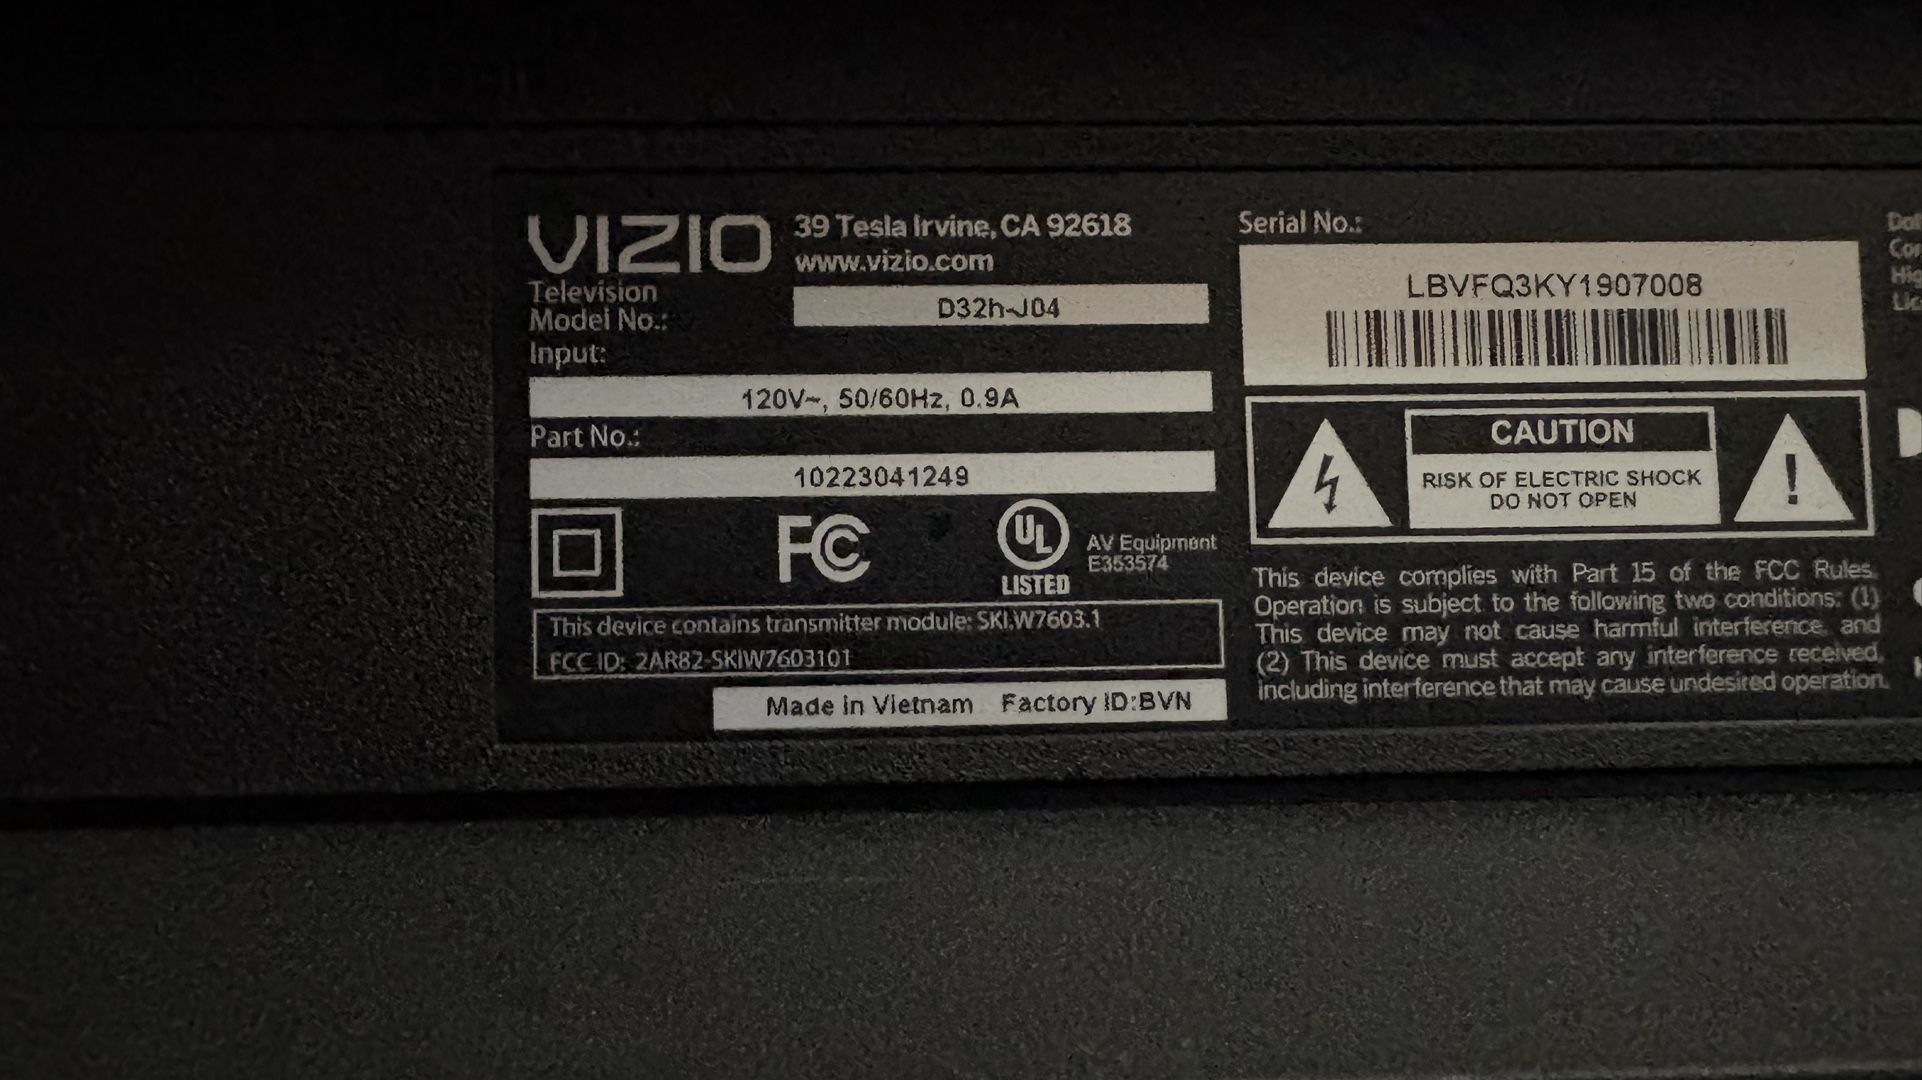 VIZIO
39 Tesla Irvine, CA 92618
www.vizio.com
Television
Model No.:
D32h-J04
Input:
120V~, 50/60Hz, 0.9A
Part No.:
10223041249
FC
UL
LISTED
AV Equipment
E353574
This device contains transmitter module: SKI.W7603.1
FCC ID: 2AR82-SKIW7603101
Made in Vietnam Factory ID:BVN
Serial No.:
LBVFQ3KY1907008
CAUTION
RISK OF ELECTRIC SHOCK
DO NOT OPEN
!
This device complies with Part 15 of the FCC Rules.
Operation is subject to the following two conditions: (1)
This device may not cause harmful interference, and
(2) This device must accept any interference received,
including interference that may cause undesired operation.